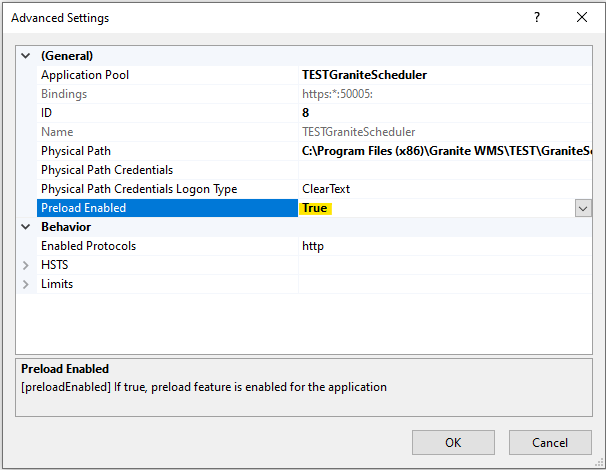 Advanced Settings ?
(General)
Application Pool TESTGraniteScheduler
Bindings https:*:50005:
ID 8
Name TESTGraniteScheduler
Physical Path C:\Program Files (x86)\Granite WMS\TEST\GraniteSc
Physical Path Credentials
Physical Path Credentials Logon Type ClearText
Preload Enabled True
Behavior
Enabled Protocols http
HSTS
Limits
Preload Enabled
[preloadEnabled] If true, preload feature is enabled for the application
OK Cancel